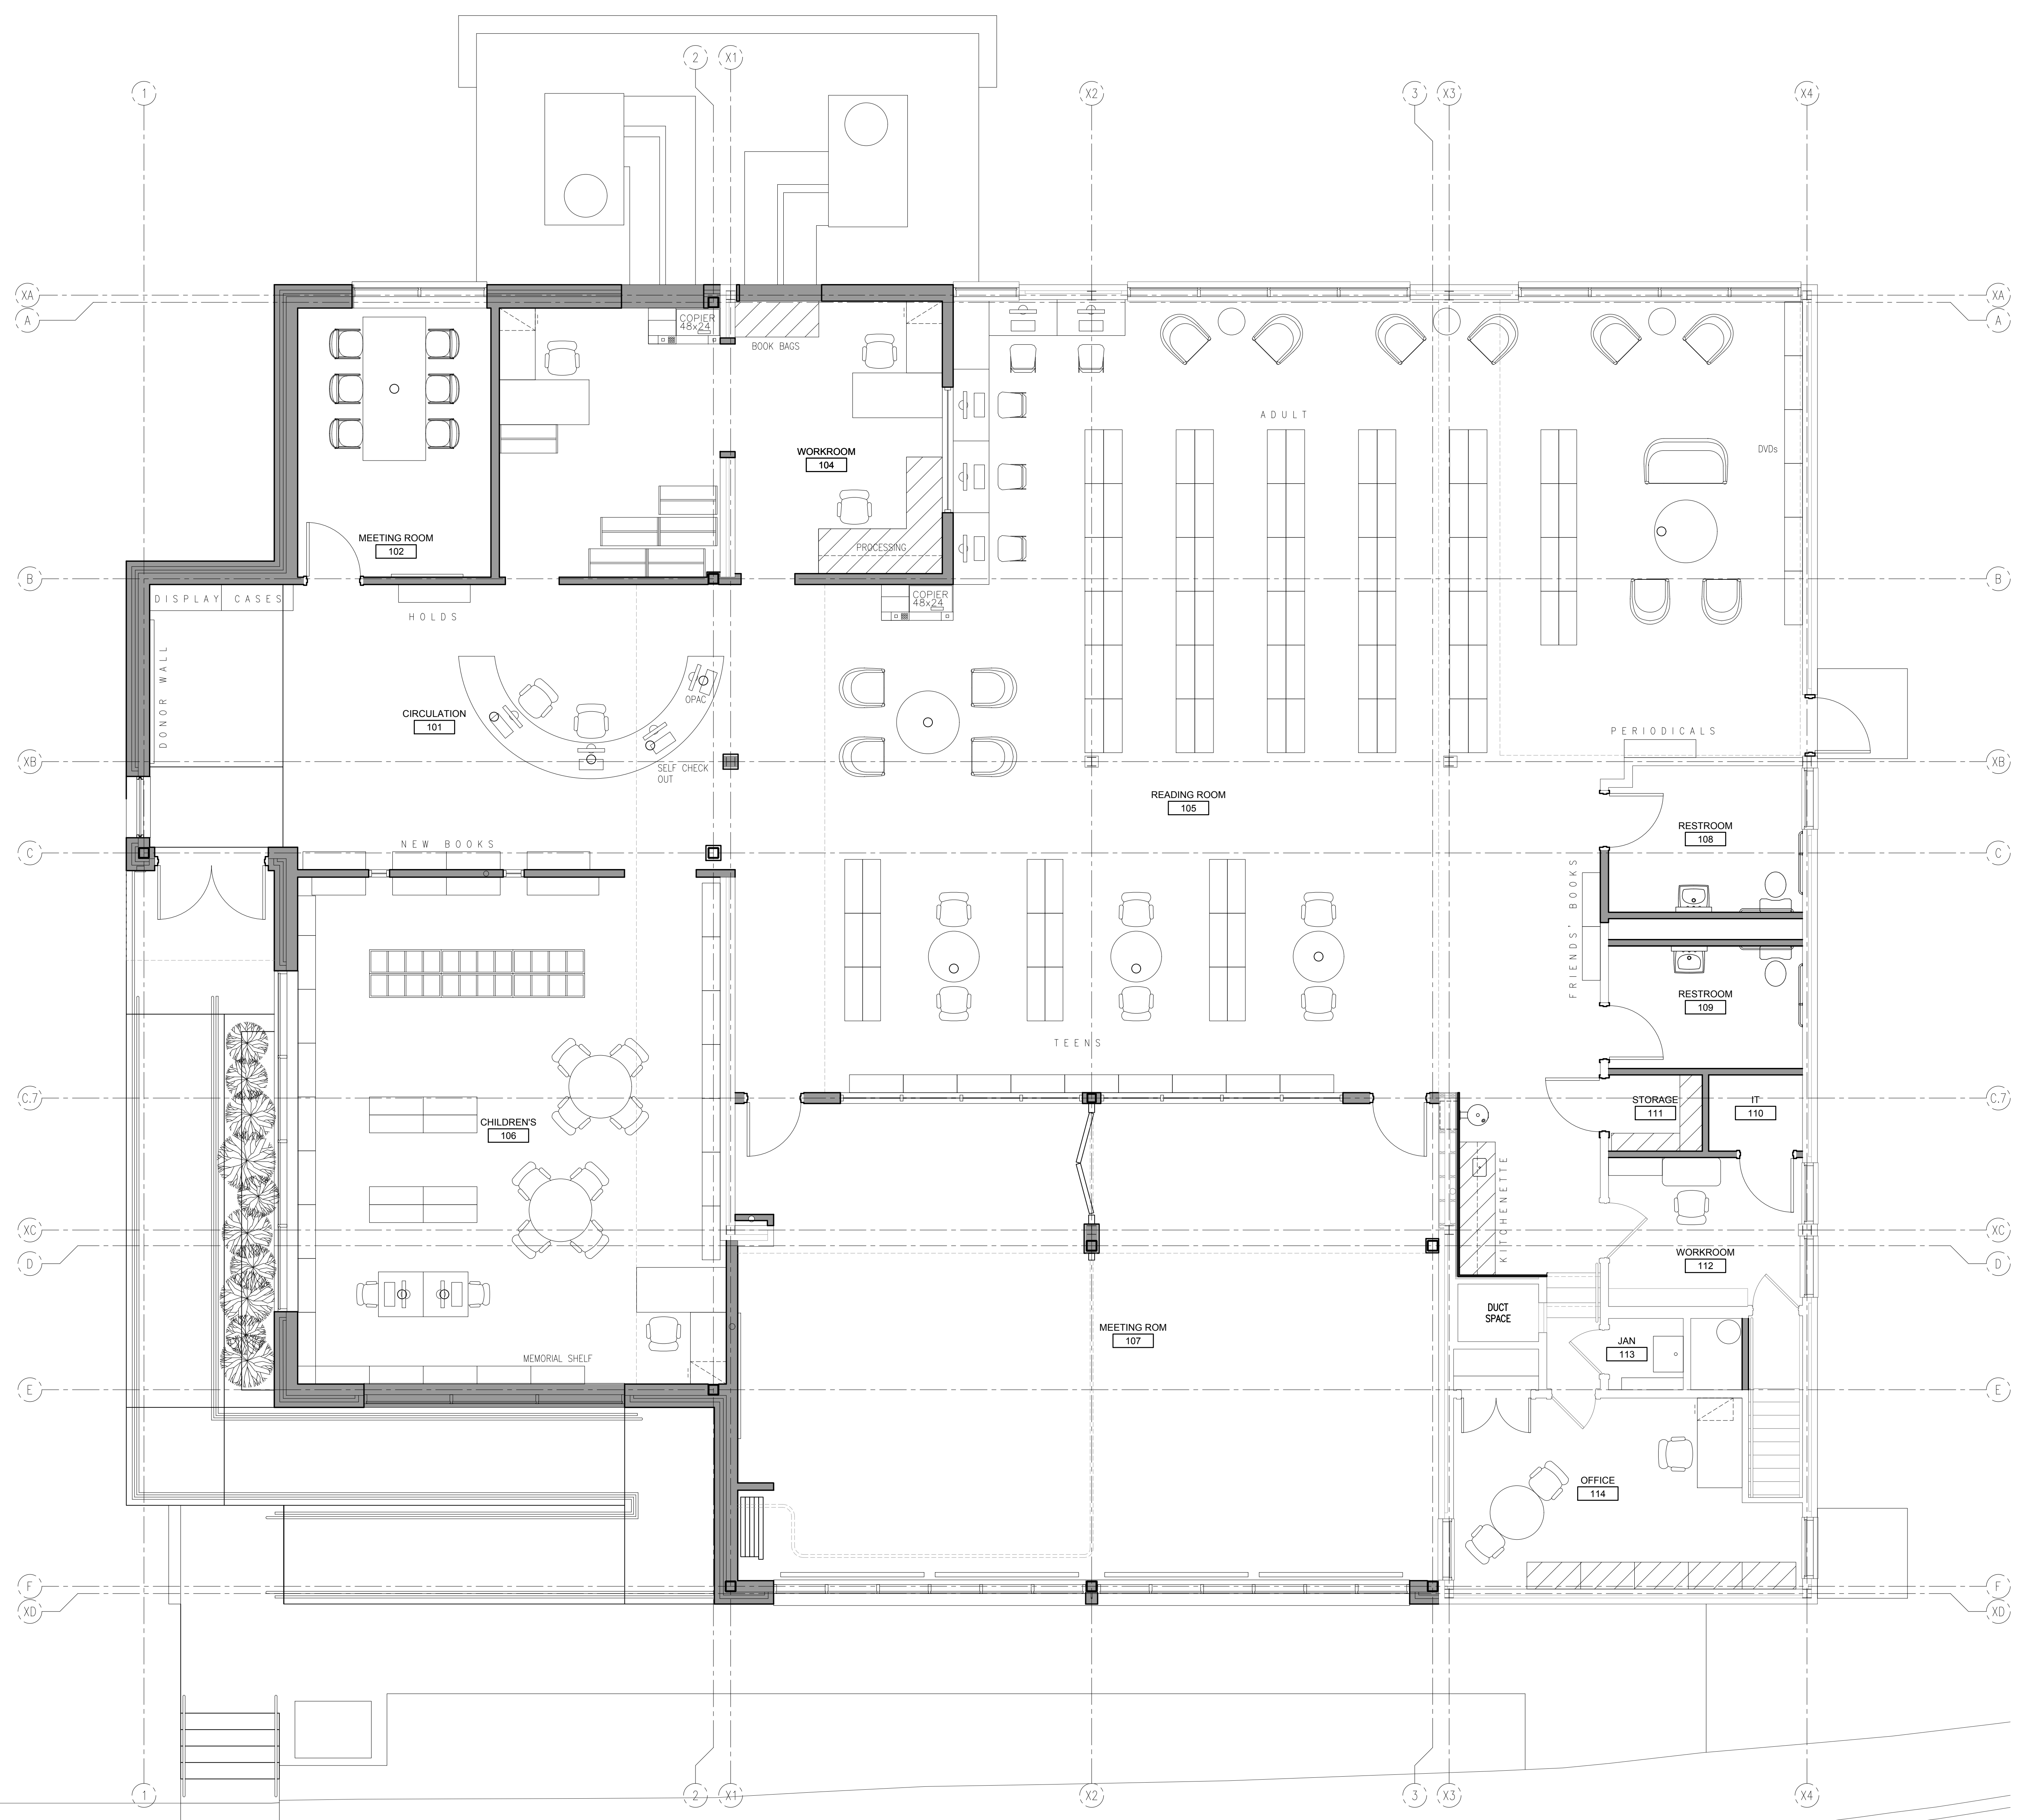 2
X1
1
X2
3
X3
X4
XA
XA
A
A
COPIER
48x24
BOOK BAGS
ADULT
DVDs
WORKROOM
104
MEETING ROOM
102
PROCESSING
B
B
DISPLAY CASES
COPIER
48x24
HOLDS
DONOR WALL
OPAC
CIRCULATION
101
PERIODICALS
XB
XB
SELF CHECK
OUT
READING ROOM
105
RESTROOM
108
NEW BOOKS
C
C
FRIENDS' BOOKS
RESTROOM
109
TEENS
C.7
C.7
STORAGE
111
IT
110
CHILDREN'S
106
KITCHENETTE
XC
XC
D
D
WORKROOM
112
DUCT
SPACE
MEETING ROM
107
JAN
113
MEMORIAL SHELF
E
E
OFFICE
114
F
F
XD
XD
1
2
X1
X2
3
X3
X4